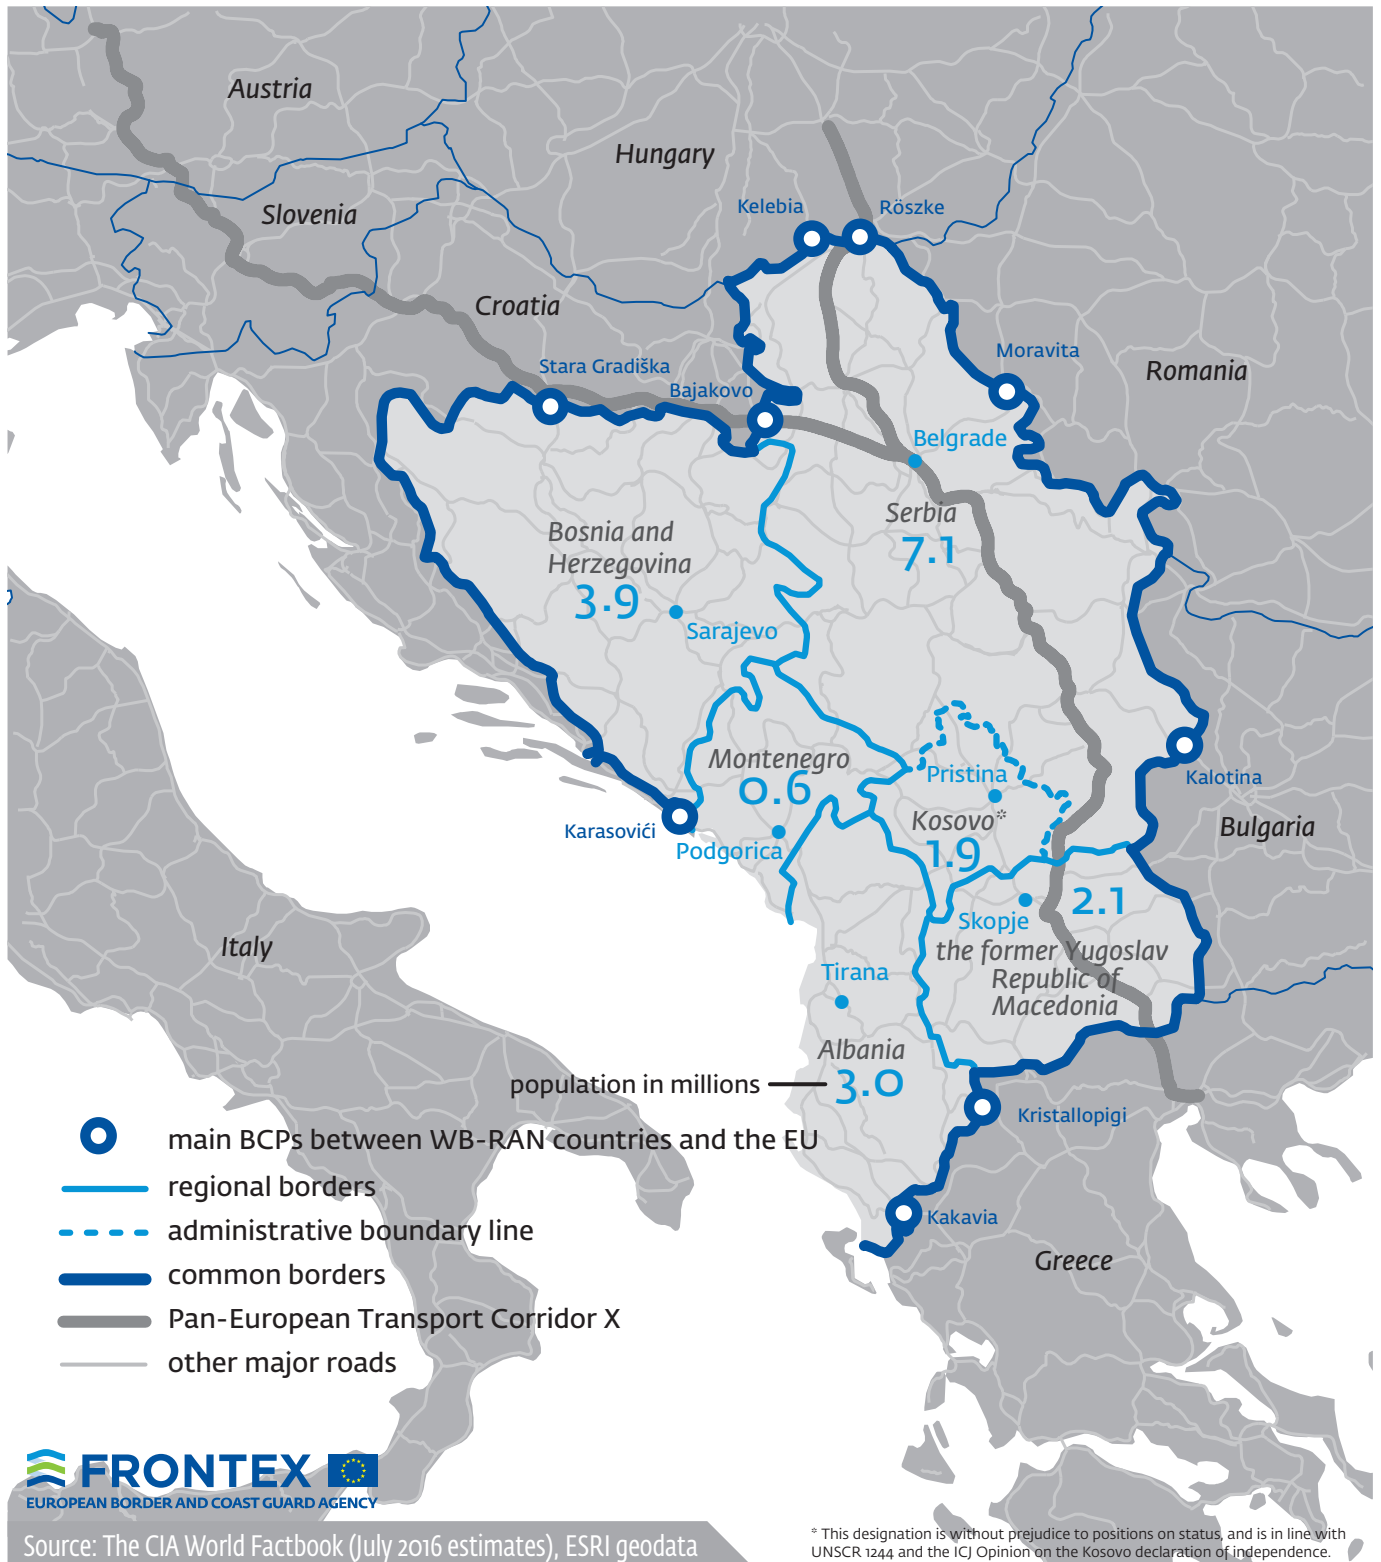 Austria
Hungary
Slovenia
Kelebia
Röszke
Croatia
Moravita
Stara Gradiška
Romania
Bajakovo
Belgrade
Serbia
7.1
Bosnia and
Herzegovina
3.9
Sarajevo
Montenegro
0.6
Pristina
Kalotina
Kosovo*
1.9
Karasovići
Podgorica
Bulgaria
2.1
Skopje
the former Yugoslav
Republic of
Macedonia
Italy
Tirana
Albania
population in millions
3.0
Kristallopigi
main BCPs between WB-RAN countries and the EU
regional borders
Kakavia
administrative boundary line
Greece
common borders
Pan-European Transport Corridor X
other major roads
FRONTEX
EUROPEAN BORDER AND COAST GUARD AGENCY
Source: The CIA World Factbook (July 2016 estimates), ESRI geodata
* This designation is without prejudice to positions on status, and is in line with
UNSCR 1244 and the ICJ Opinion on the Kosovo declaration of independence.